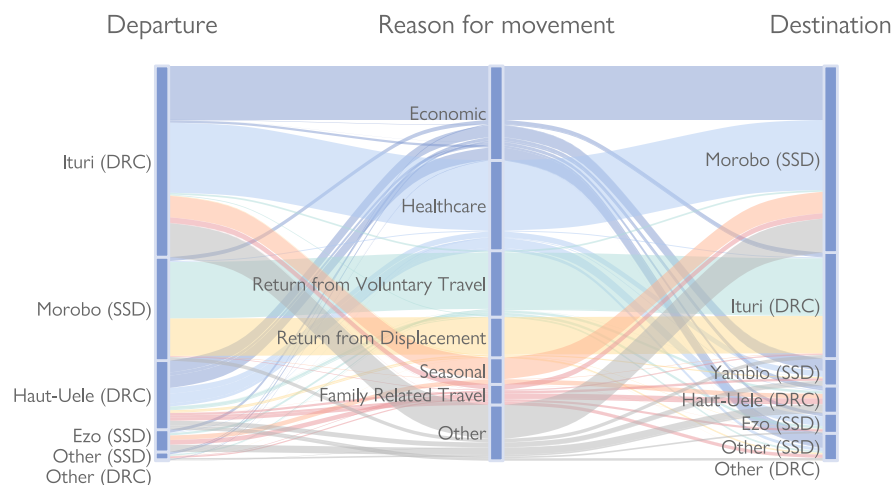 Departure
Reason for movement
Destination
Ituri (DRC)
Morobo (SSD)
Haut-Uele (DRC)
Ezo (SSD)
Other (SSD)
Other (DRC)
Economic
Healthcare
Return from Voluntary Travel
Return from Displacement
Seasonal
Family Related Travel
Other
Morobo (SSD)
Ituri (DRC)
Yambio (SSD)
Haut-Uele (DRC)
Ezo (SSD)
Other (SSD)
Other (DRC)